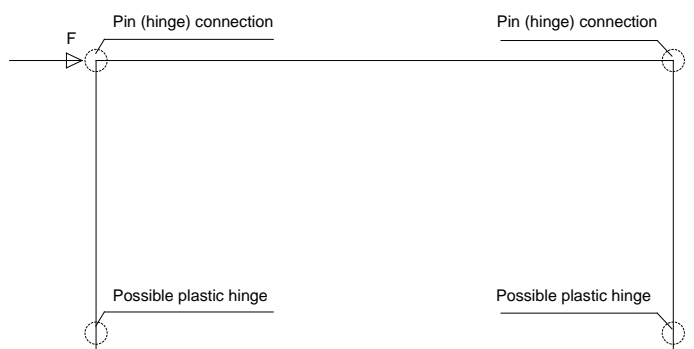 Pin (hinge) connection
Pin (hinge) connection
F
Possible plastic hinge
Possible plastic hinge